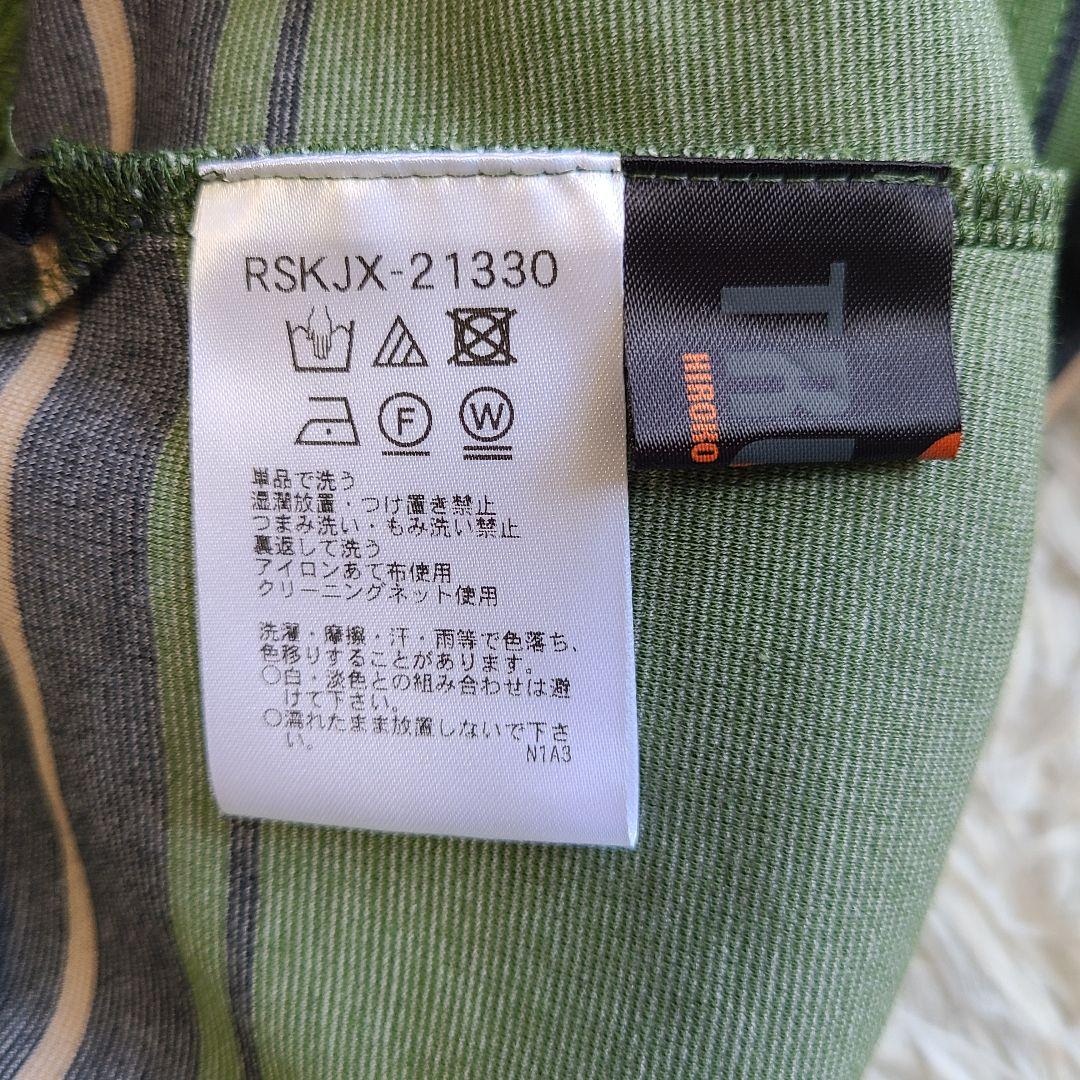 RSKJX-21330
F
W
単品で洗う
湿潤放置・つけ置き禁止
つまみ洗い・もみ洗い禁止
裏返して洗う
アイロンあて布使用
クリーニングネット使用
洗濯・摩擦・汗・雨等で色落ち、
色移りすることがあります。
○白・淡色との組み合わせは避
けて下さい。
○濡れたまま放置しないで下さ
い。
N1A3
HIROKO